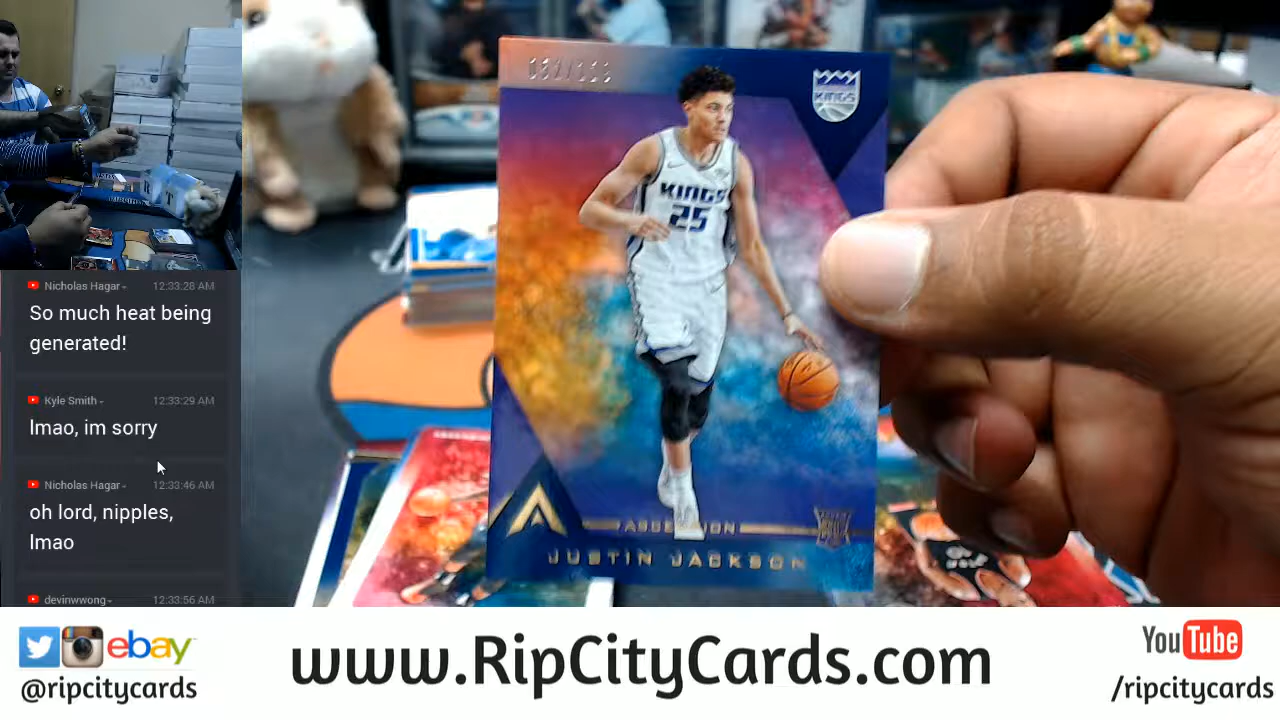 Nicholas Hagar 12:33:28 AM
So much heat being
generated!
Kyle Smith 12:33:29 AM
lmao, im sorry
Nicholas Hagar 12:33:46 AM
oh lord, nipples,
lmao
devinwwong 12:33:56 AM
KINGS
KINGS
25
ASCENSION
JUSTIN JACKSON
ebay
@ripcitycards
www.RipCityCards.com
YouTube
/ripcitycards